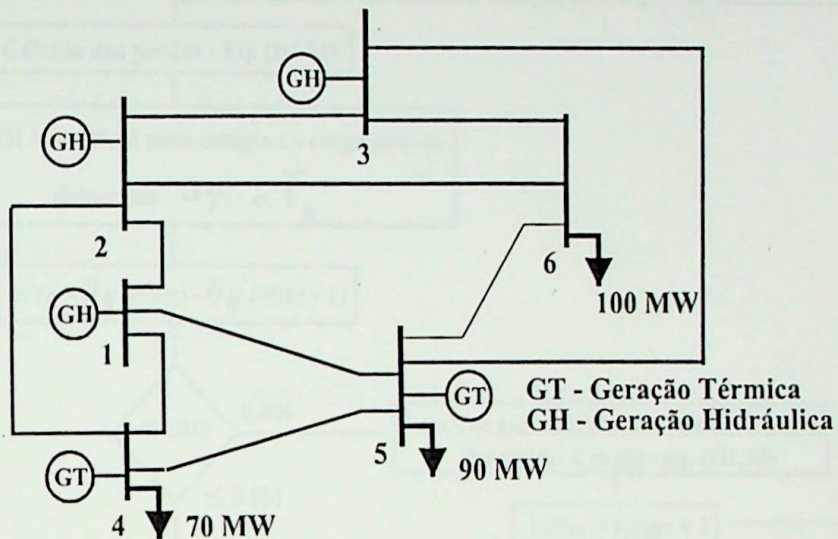 GH
3
GH
2
6
100 MW
GH
1
GT
GT - Geração Térmica
GH - Geração Hidráulica
5
90 MW
GT
4
70 MW